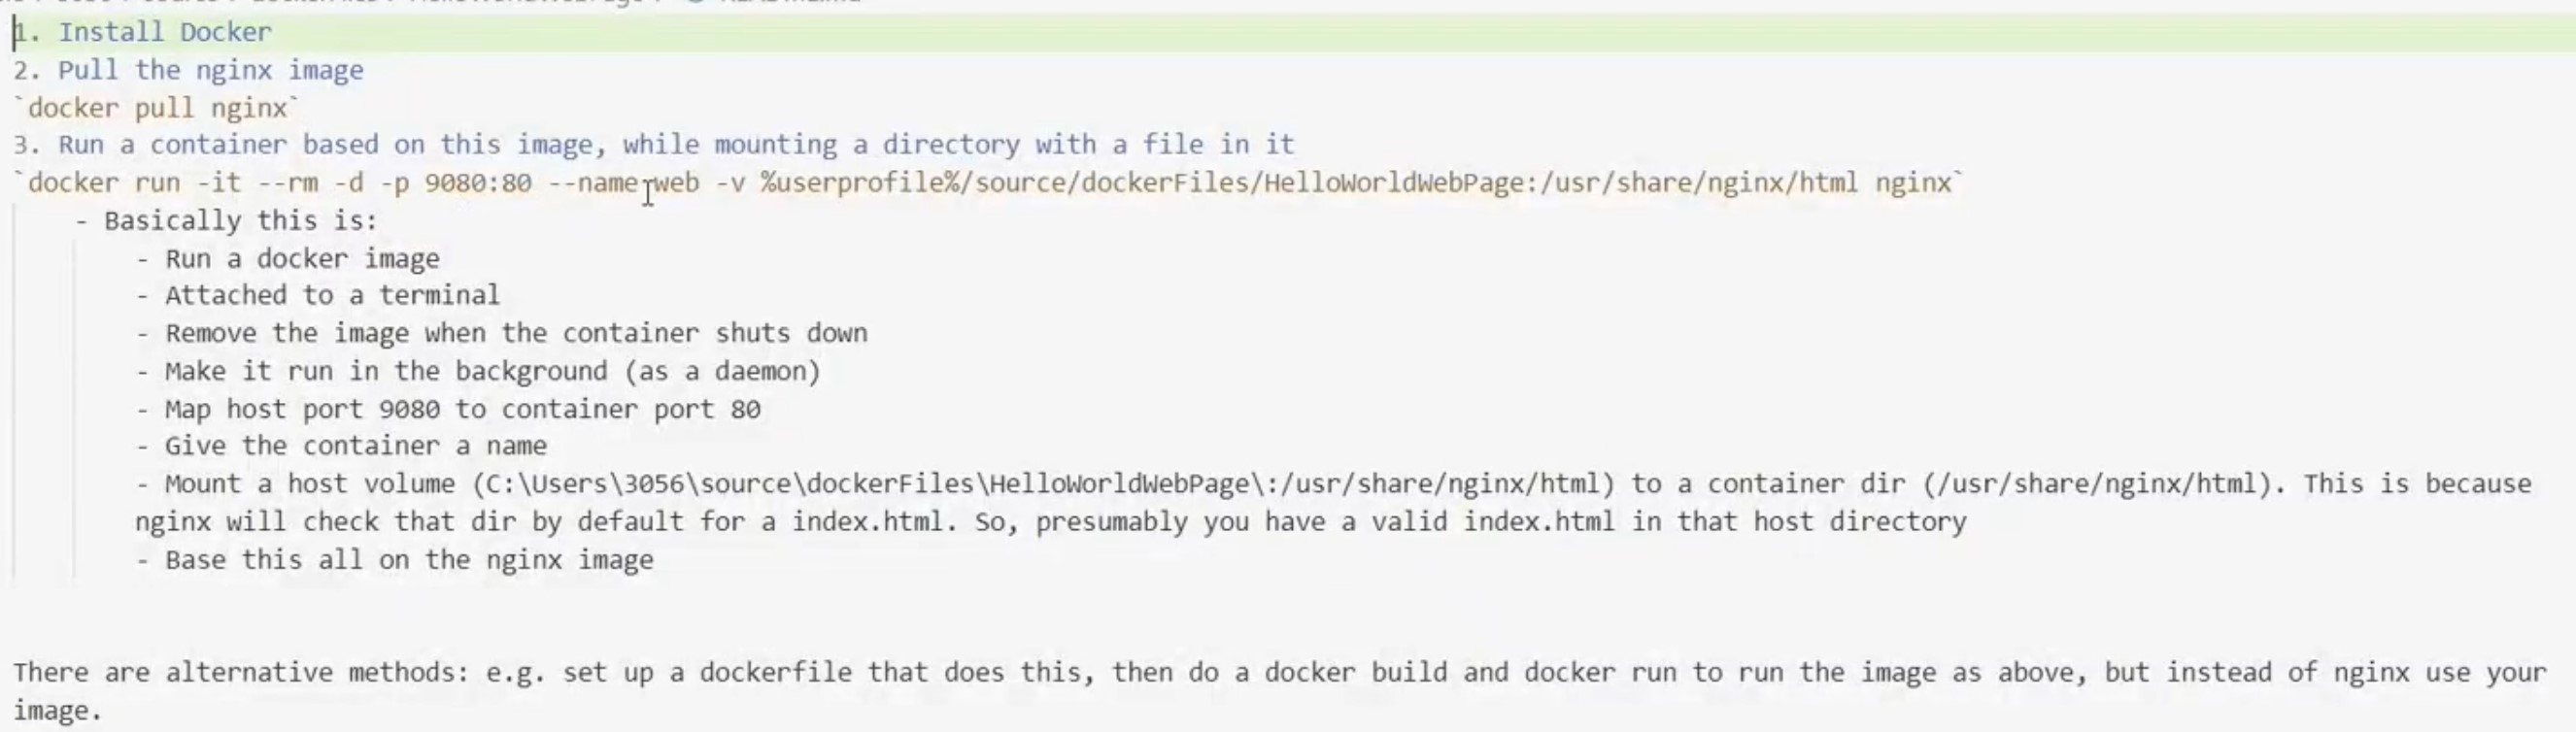 1. Install Docker
2. Pull the nginx image
`docker pull nginx`
3. Run a container based on this image, while mounting a directory with a file in it
`docker run -it --rm -d -p 9080:80 --name web -v %userprofile%/source/dockerFiles/HelloWorldWebPage:/usr/share/nginx/html nginx`
- Basically this is:
- Run a docker image
- Attached to a terminal
- Remove the image when the container shuts down
- Make it run in the background (as a daemon)
- Map host port 9080 to container port 80
- Give the container a name
- Mount a host volume (C:\Users\3056\source\dockerFiles\HelloWorldWebPage\:/usr/share/nginx/html) to a container dir (/usr/share/nginx/html). This is because
nginx will check that dir by default for a index.html. So, presumably you have a valid index.html in that host directory
- Base this all on the nginx image
There are alternative methods: e.g. set up a dockerfile that does this, then do a docker build and docker run to run the image as above, but instead of nginx use your
image.